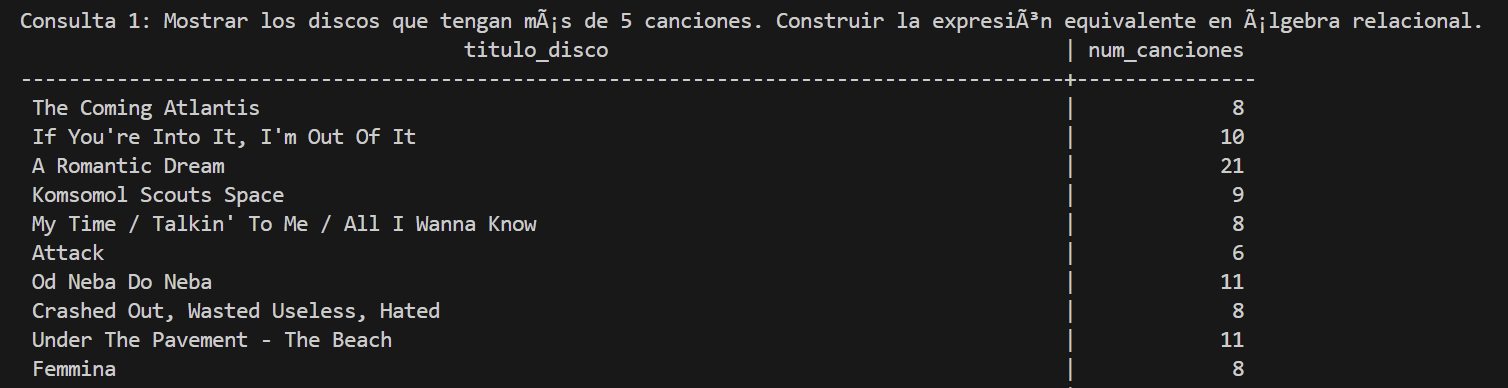 Consulta 1: Mostrar los discos que tengan mÃ¡s de 5 canciones. Construir la expresiÃ³n equivalente en Ã¡lgebra relacional.
titulo_disco | num_canciones
----------------------------------------------------------------------------------------+---------------
The Coming Atlantis | 8
If You're Into It, I'm Out Of It | 10
A Romantic Dream | 21
Komsomol Scouts Space | 9
My Time / Talkin' To Me / All I Wanna Know | 8
Attack | 6
Od Neba Do Neba | 11
Crashed Out, Wasted Useless, Hated | 8
Under The Pavement - The Beach | 11
Femmina | 8